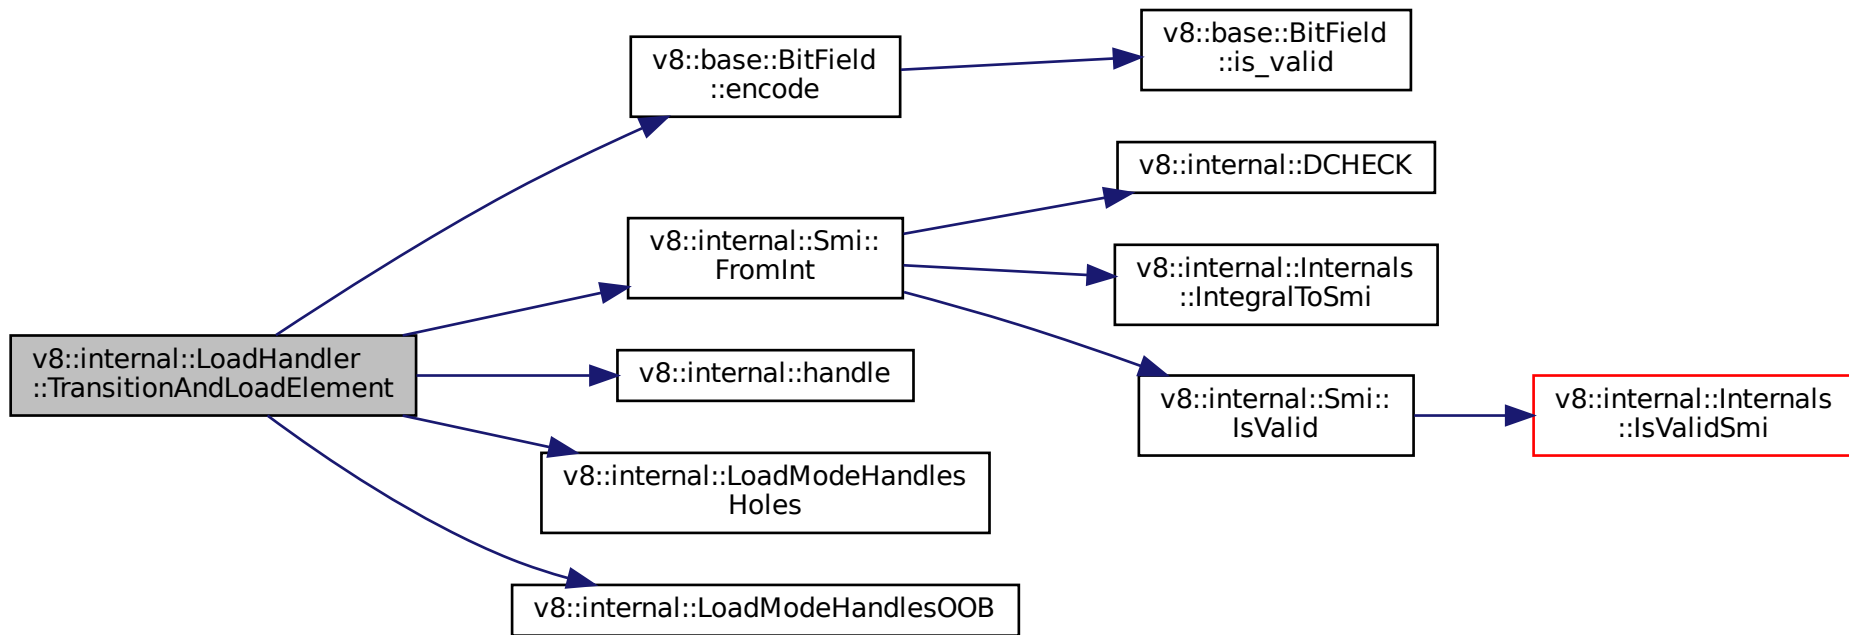 v8::base::BitField
::is_valid
v8::base::BitField
::encode
v8::internal::DCHECK
v8::internal::Smi::
FromInt
v8::internal::Internals
::IntegralToSmi
v8::internal::LoadHandler
::TransitionAndLoadElement
v8::internal::handle
v8::internal::Smi::
IsValid
v8::internal::Internals
::IsValidSmi
v8::internal::LoadModeHandles
Holes
v8::internal::LoadModeHandlesOOB